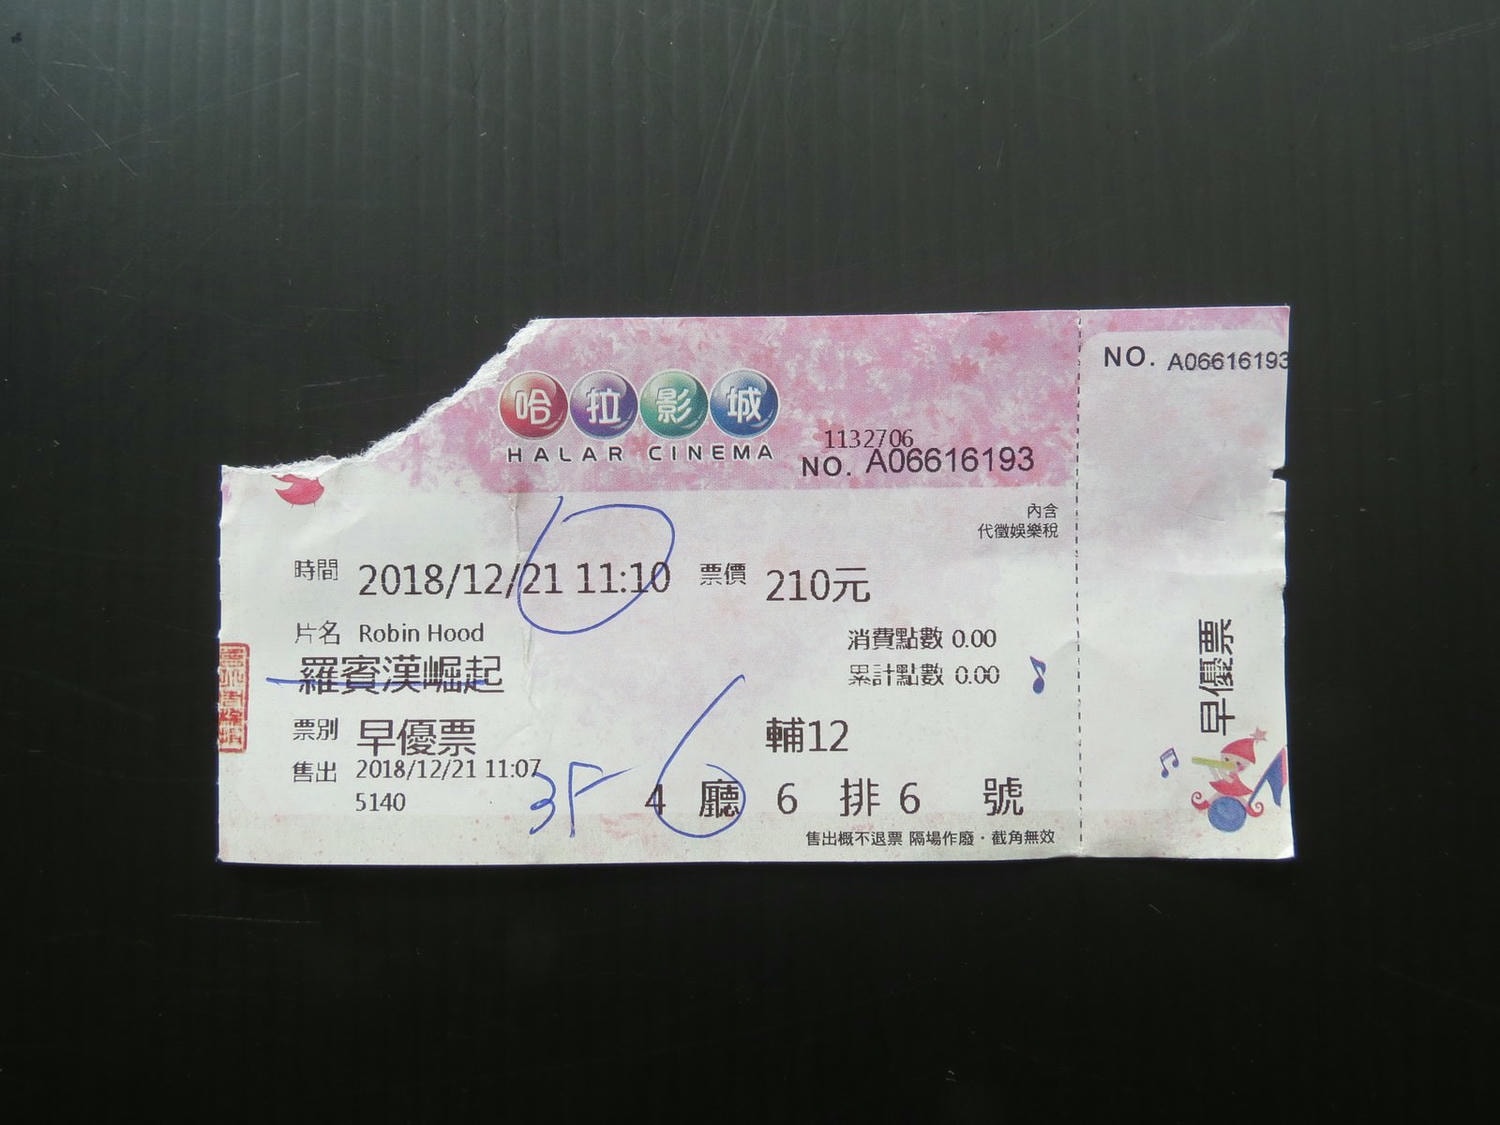 哈拉影城
HALAR CINEMA
1132706
NO. A06616193
NO. A06616193
內含
代徵娛樂稅
時間 2018/12/21 11:10 票價 210元
片名 Robin Hood
羅賓漢崛起
消費點數 0.00
累計點數 0.00
票別 早優票
輔12
售出 2018/12/21 11:07
5140
3F
4 廳 6 排 6 號
售出概不退票 隔場作廢·截角無效
早優票